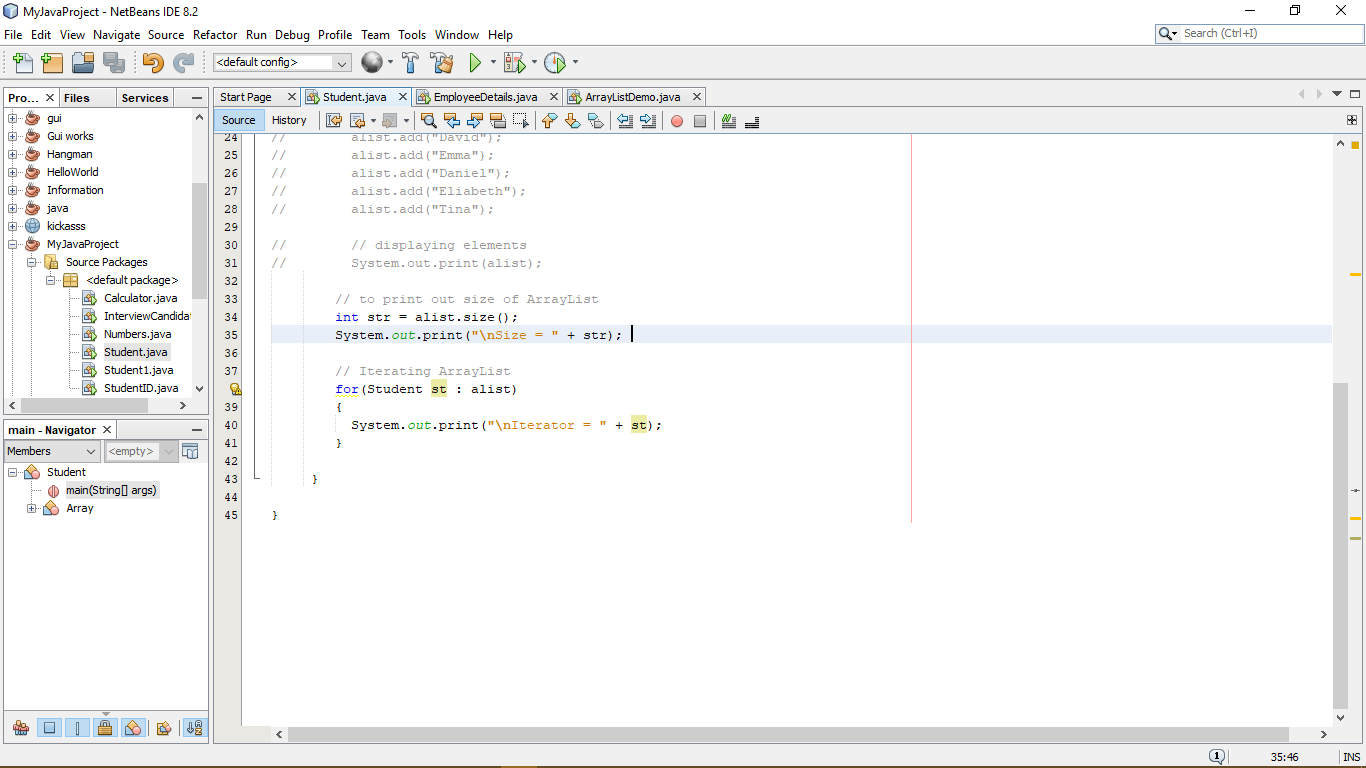 MyJavaProject - NetBeans IDE 8.2
File Edit View Navigate Source Refactor Run Debug Profile Team Tools Window Help
Search (Ctrl+I)
<default config>
Pro... Files Services
gui
Gui works
Hangman
HelloWorld
Information
java
kickasss
MyJavaProject
Source Packages
<default package>
Calculator.java
InterviewCandida
Numbers.java
Student.java
Student1.java
StudentID.java
main - Navigator
Members <empty>
Student
main(String[] args)
Array
Start Page Student.java EmployeeDetails.java ArrayListDemo.java
Source History
24 // alist.add("David");
25 // alist.add("Emma");
26 // alist.add("Daniel");
27 // alist.add("Eliabeth");
28 // alist.add("Tina");
29
30 // // displaying elements
31 // System.out.print(alist);
32
33 // to print out size of ArrayList
34 int str = alist.size();
35 System.out.print("\nSize = " + str);
36
37 // Iterating ArrayList
for(Student st : alist)
39 {
40 System.out.print("\nIterator = " + st);
41 }
42
43 }
44
45 }
1 35:46 INS